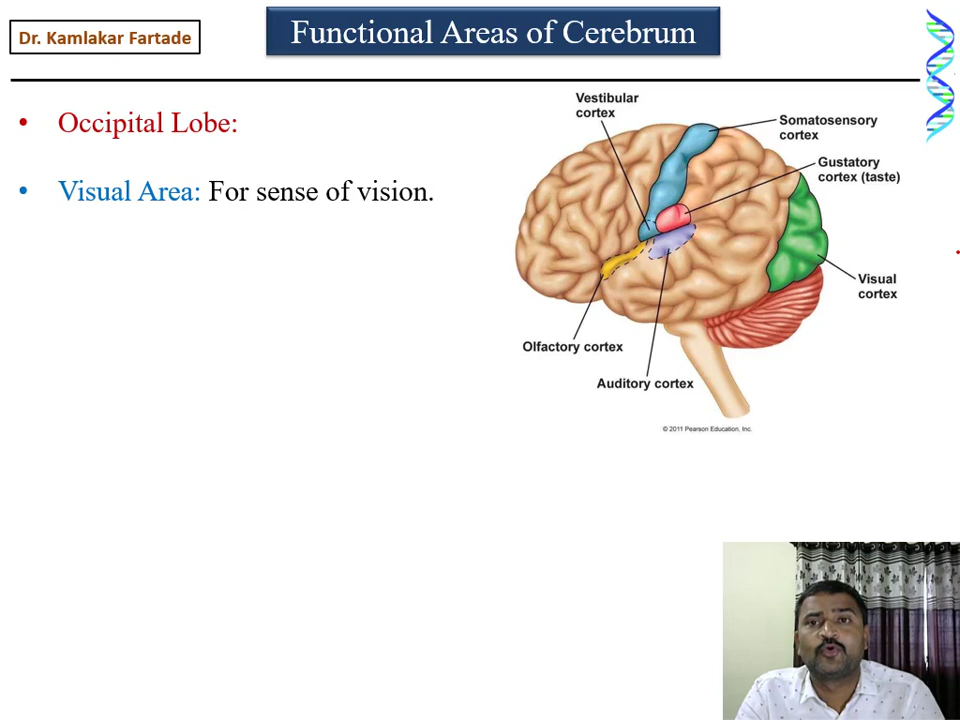 Dr. Kamlakar Fartade
Functional Areas of Cerebrum
• Occipital Lobe:
• Visual Area: For sense of vision.
Vestibular
cortex
Somatosensory
cortex
Gustatory
cortex (taste)
Visual
cortex
Olfactory cortex
Auditory cortex
© 2011 Pearson Education, Inc.